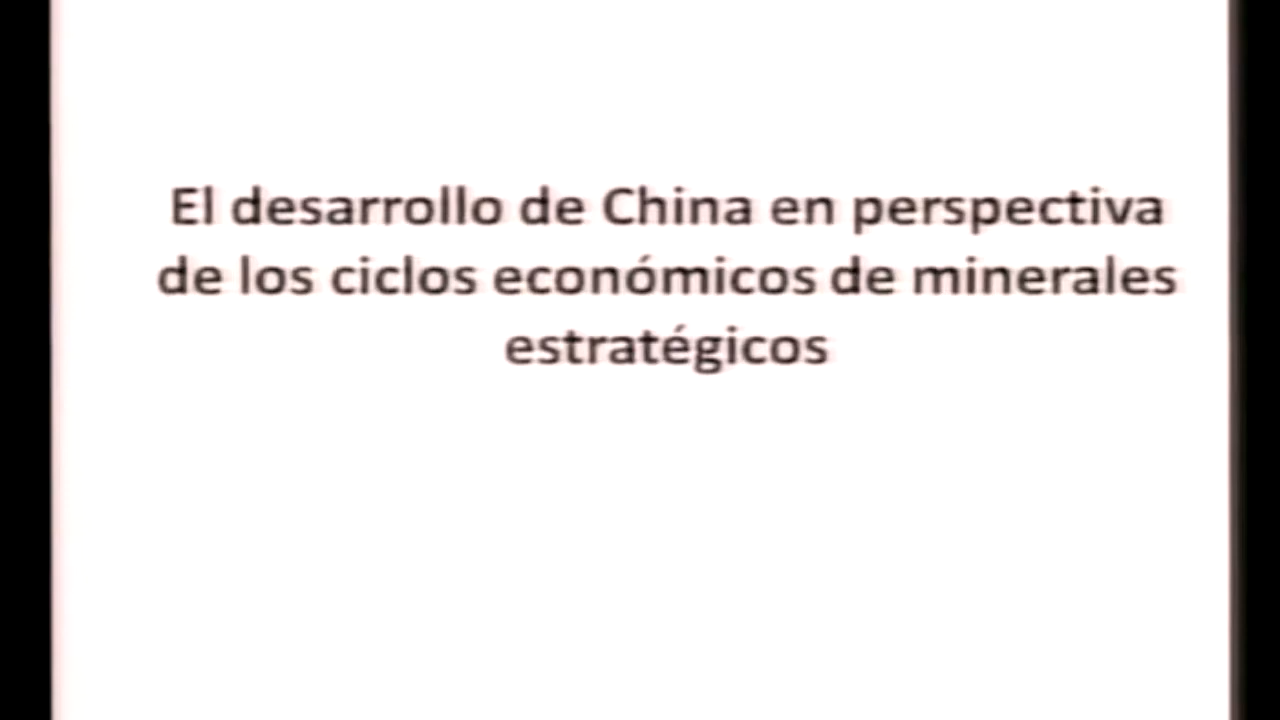 El desarrollo de China en perspectiva
de los ciclos económicos de minerales
estratégicos